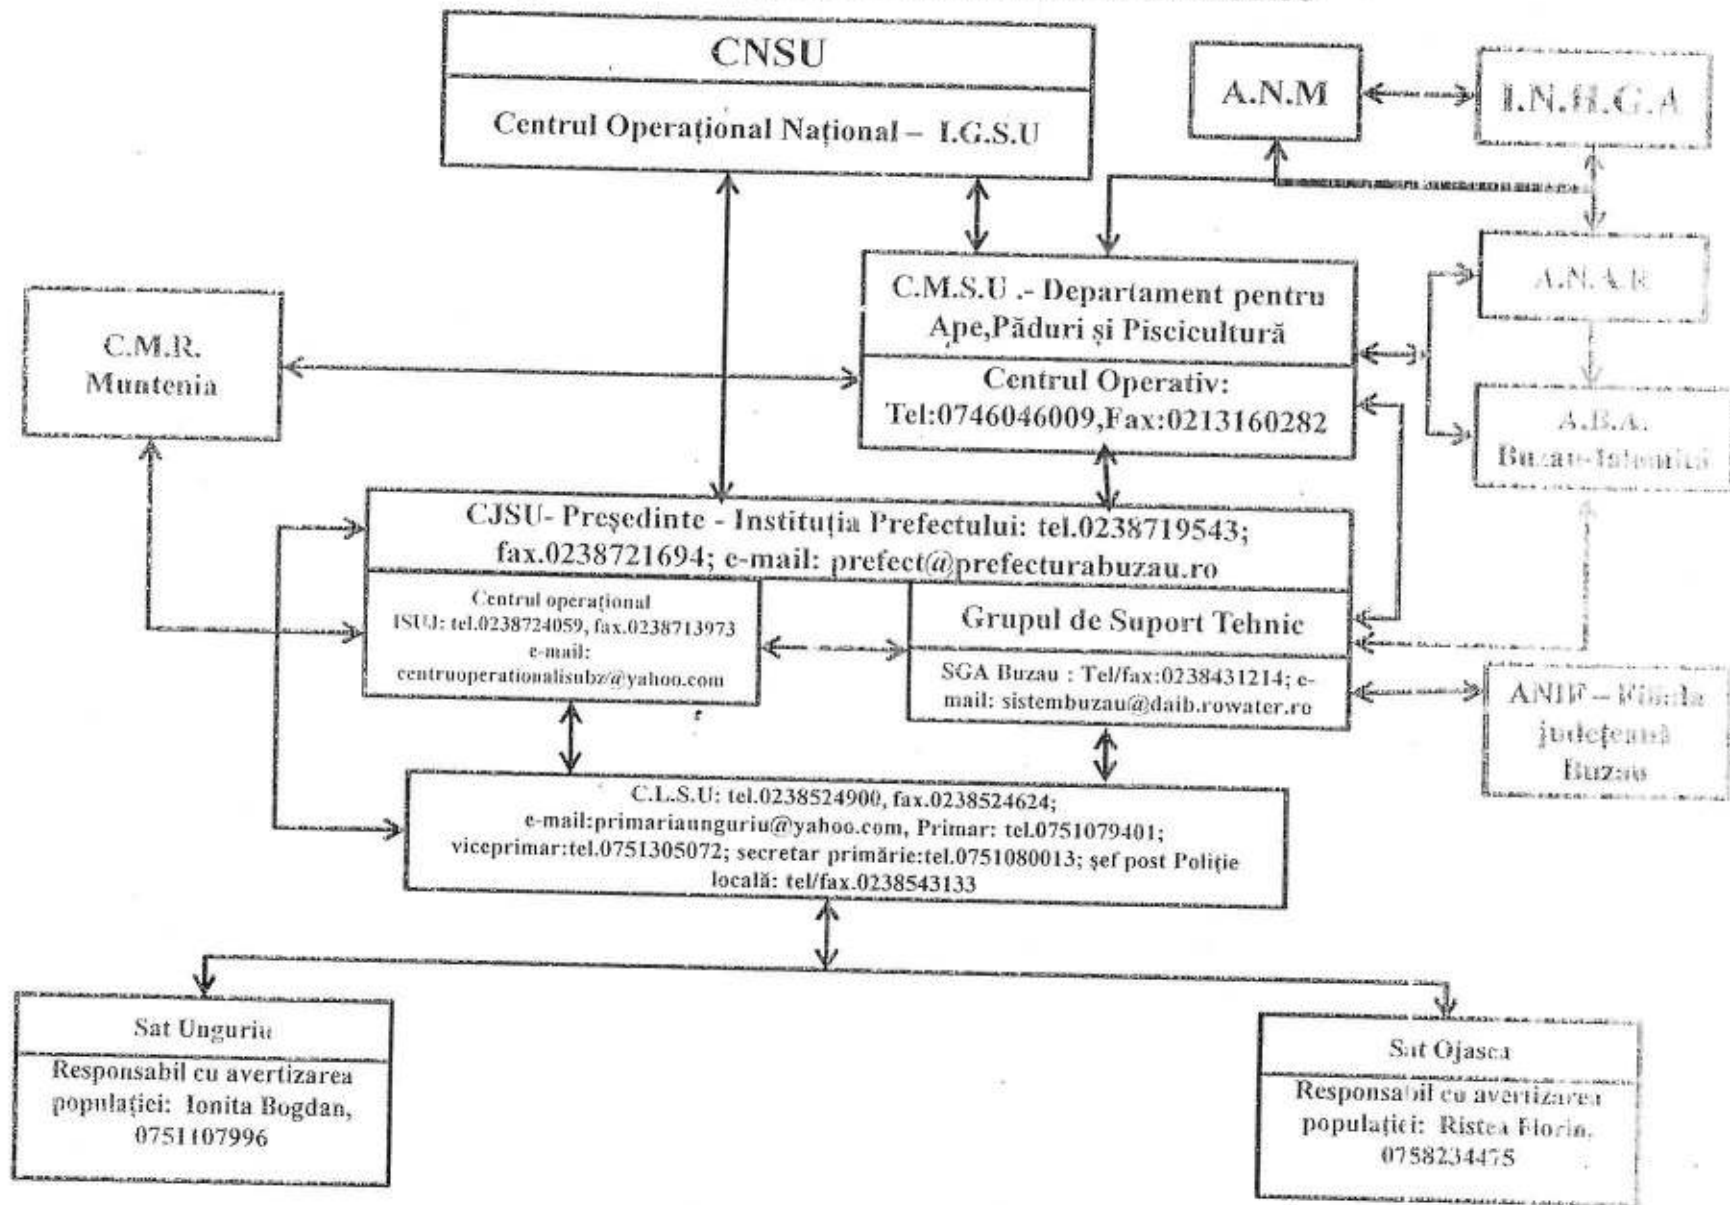 CNSU
Centrul Operațional Național – I.G.S.U
A.N.M
I.N.H.G.A
C.M.S.U .- Departament pentru
Ape,Păduri și Piscicultură
Centrul Operativ:
Tel:0746046009,Fax:0213160282
A.N.A.R
C.M.R.
Muntenia
A.B.A.
Buzau-Ialomită
CJSU- Președinte - Instituția Prefectului: tel.0238719543;
fax.0238721694; e-mail: prefect@prefecturabuzau.ro
Centrul operațional
ISUJ: tel.0238724059, fax.0238713973
e-mail:
centruoperationalisubz@yahoo.com
Grupul de Suport Tehnic
SGA Buzau : Tel/fax:0238431214; e-
mail: sistembuzau@daib.rowater.ro
ANIF – Filiala
județeană
Buzau
C.L.S.U: tel.0238524900, fax.0238524624;
e-mail:primariaunguriu@yahoo.com, Primar: tel.0751079401;
viceprimar:tel.0751305072; secretar primărie:tel.0751080013; șef post Poliție
locală: tel/fax.0238543133
Sat Unguriu
Responsabil cu avertizarea
populației: Ionita Bogdan,
0751107996
Sat Ojasca
Responsabil cu avertizarea
populației: Ristea Florin,
0758234475